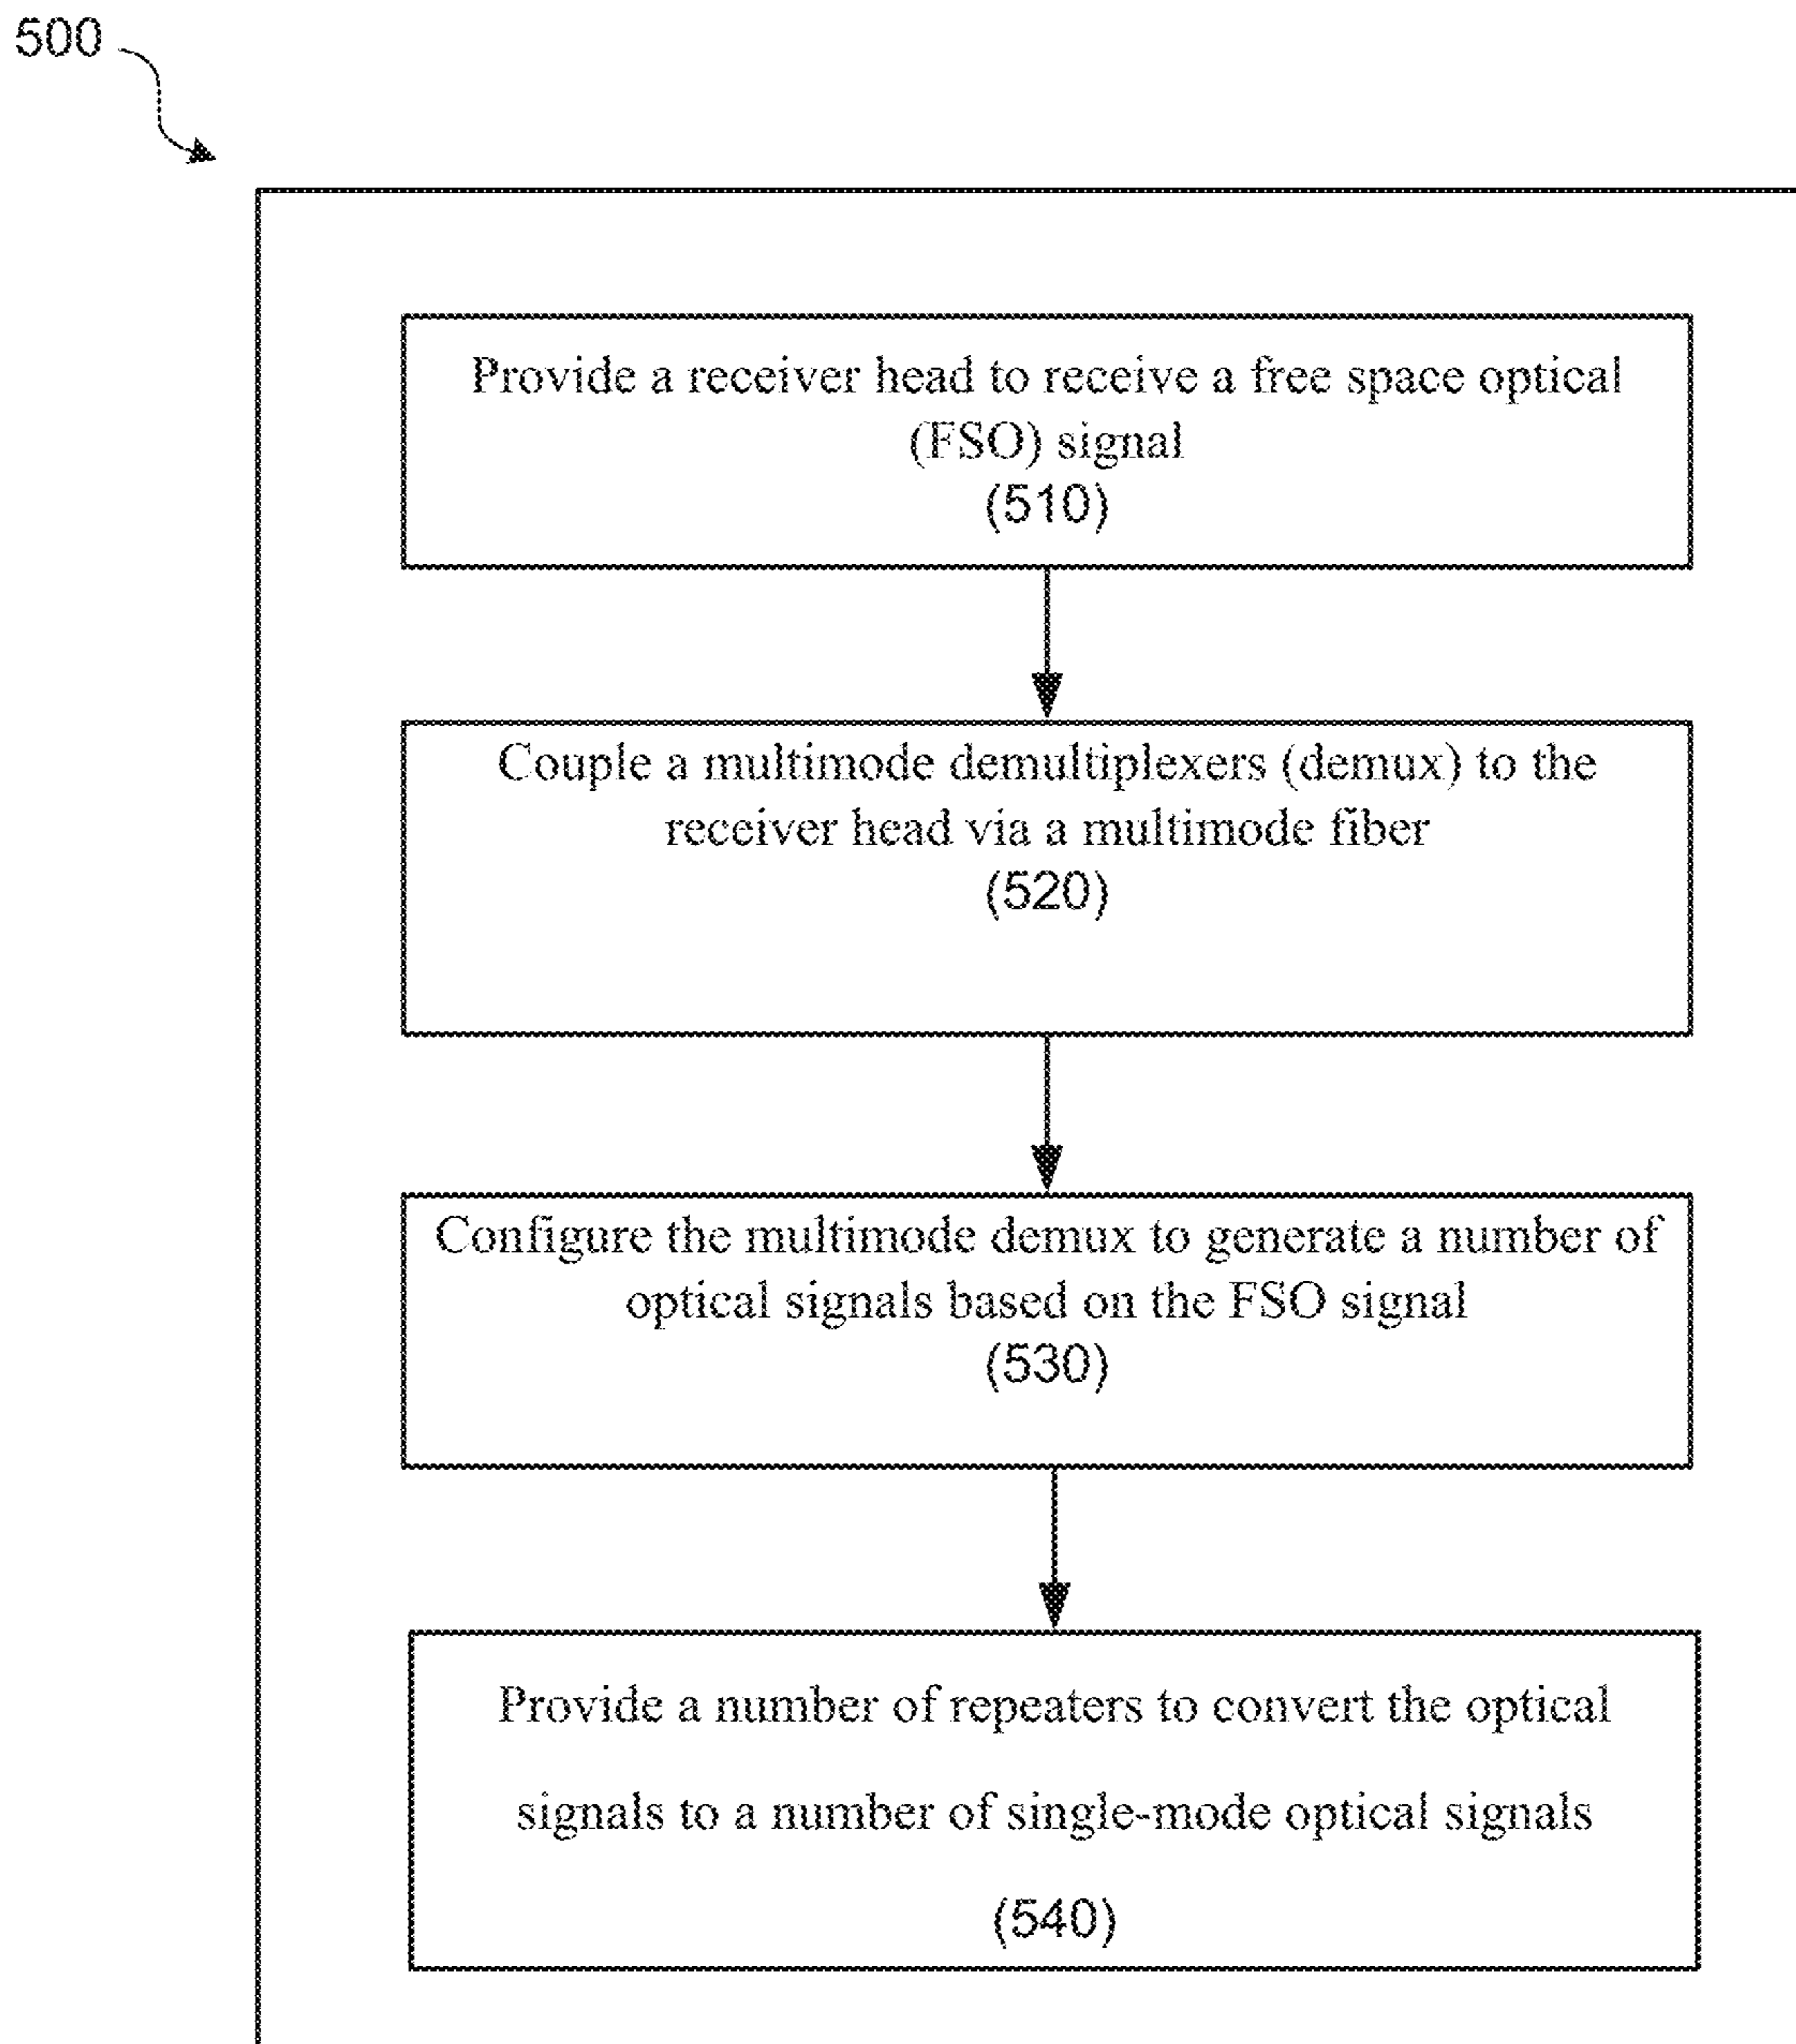 500
Provide a receiver head to receive a free space optical
(FSO) signal
(510)
Couple a multimode demultiplexers (demux) to the
receiver head via a multimode fiber
(520)
Configure the multimode demux to generate a number of
optical signals based on the FSO signal
(530)
Provide a number of repeaters to convert the optical
signals to a number of single-mode optical signals
(540)